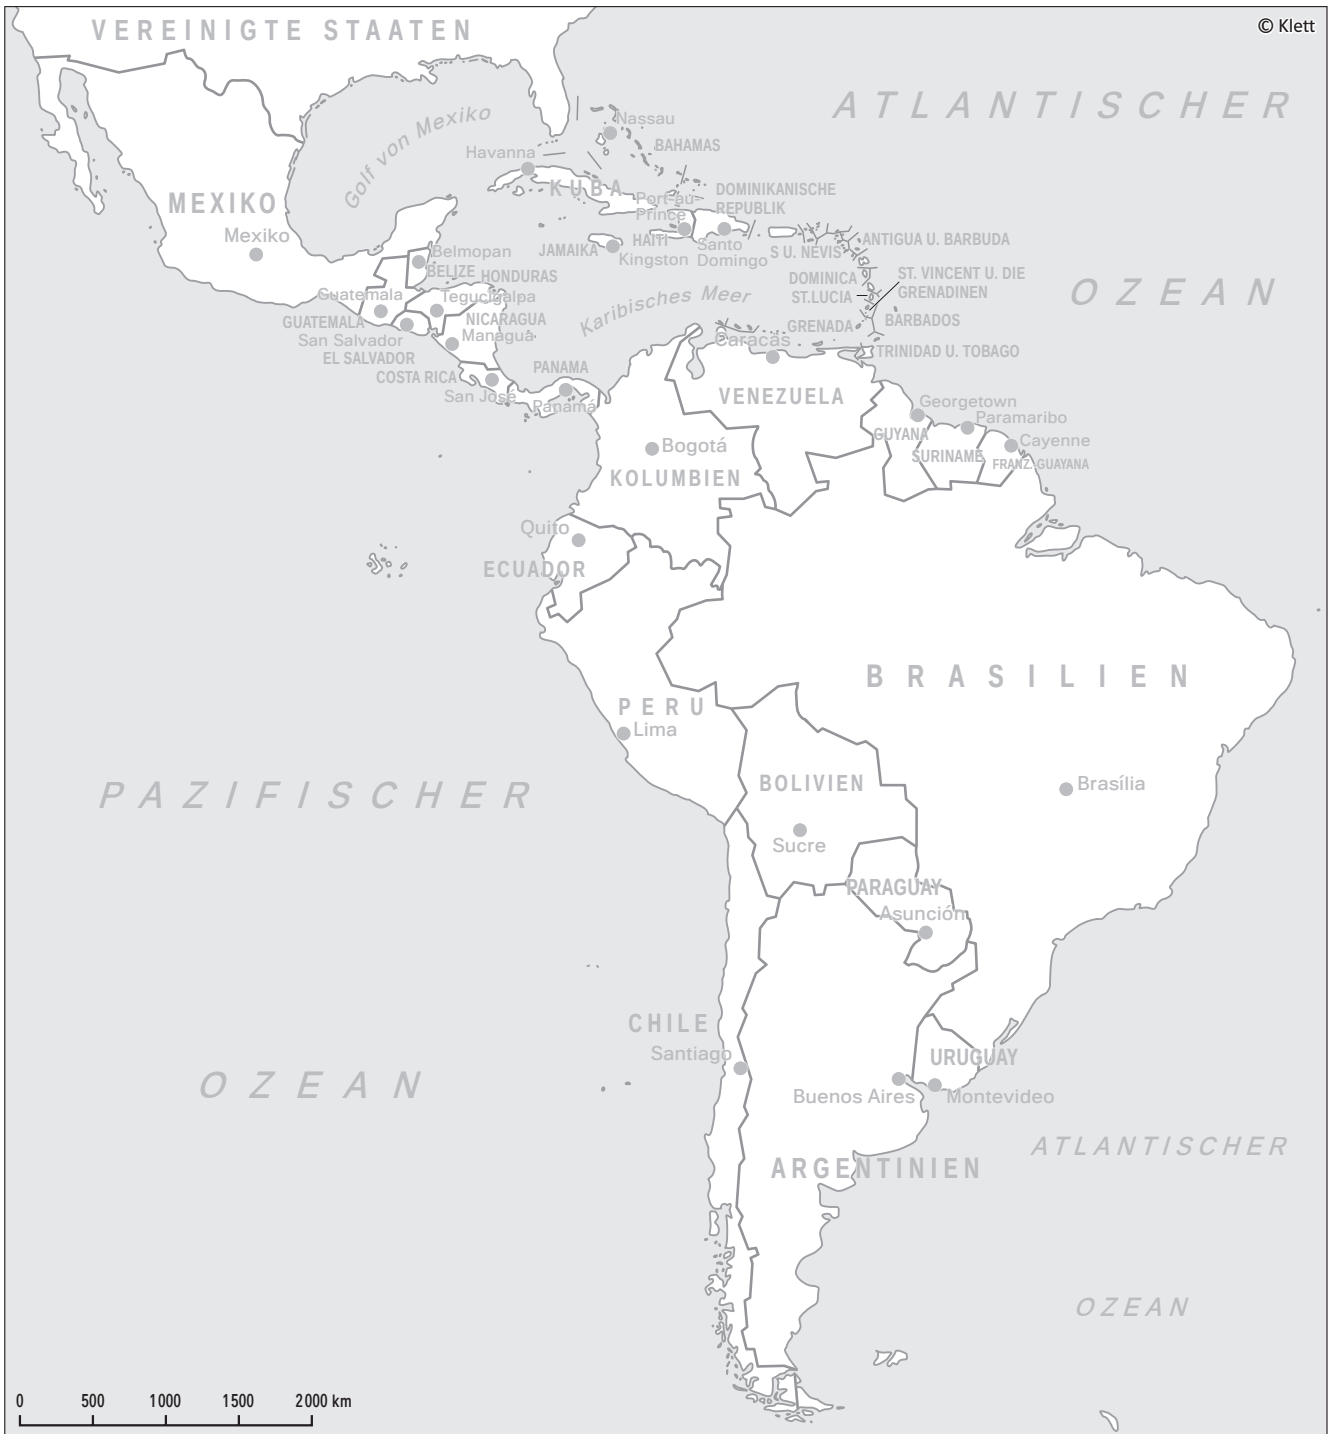 © Klett
VEREINIGTE STAATEN
ATLANTISCHER
Golf von Mexiko
Nassau
BAHAMAS
Havanna
KUBA
MEXIKO
Mexiko
Port-au-
Prince
DOMINIKANISCHE
REPUBLIK
HAITI
Santo
Domingo
JAMAIKA
Kingston
S U. NEVIS
ANTIGUA U. BARBUDA
Belmopan
BELIZE
HONDURAS
DOMINICA
ST. VINCENT U. DIE
GRENADINEN
ST.LUCIA
OZEAN
Guatemala
Tegucigalpa
Karibisches Meer
GUATEMALA
NICARAGUA
San Salvador
Managua
EL SALVADOR
GRENADA
BARBADOS
Caracas
TRINIDAD U. TOBAGO
COSTA RICA
PANAMA
San José
Panamá
VENEZUELA
Georgetown
Paramaribo
GUYANA
Cayenne
SURINAME
FRANZ.-GUAYANA
Bogotá
KOLUMBIEN
Quito
ECUADOR
BRASILIEN
PERU
Lima
BOLIVIEN
Brasília
PAZIFISCHER
Sucre
PARAGUAY
Asunción
CHILE
Santiago
URUGUAY
OZEAN
Buenos Aires
Montevideo
ATLANTISCHER
ARGENTINIEN
OZEAN
0 500 1000 1500 2000 km